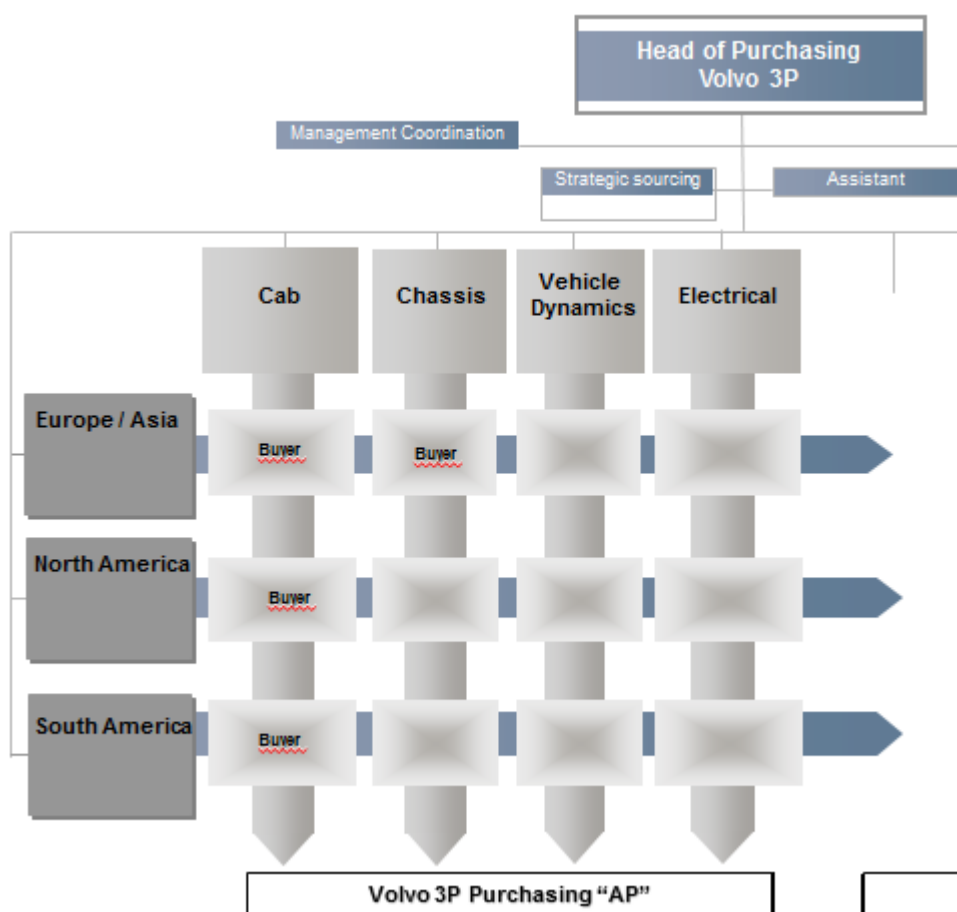 Head of Purchasing
Volvo 3P
Management Coordination
Strategic sourcing
Assistant
Cab
Chassis
Vehicle
Dynamics
Electrical
Europe / Asia
Buyer
Buyer
North America
Buyer
South America
Buyer
Volvo 3P Purchasing “AP”